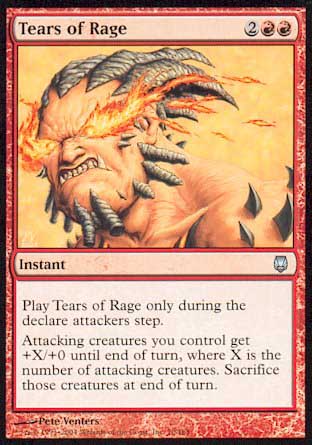 Tears of Rage 2
Instant
Play Tears of Rage only during the
declare attackers step.
Attacking creatures you control get
+X/+0 until end of turn, where X is the
number of attacking creatures. Sacrifice
those creatures at end of turn.
Pete Venters